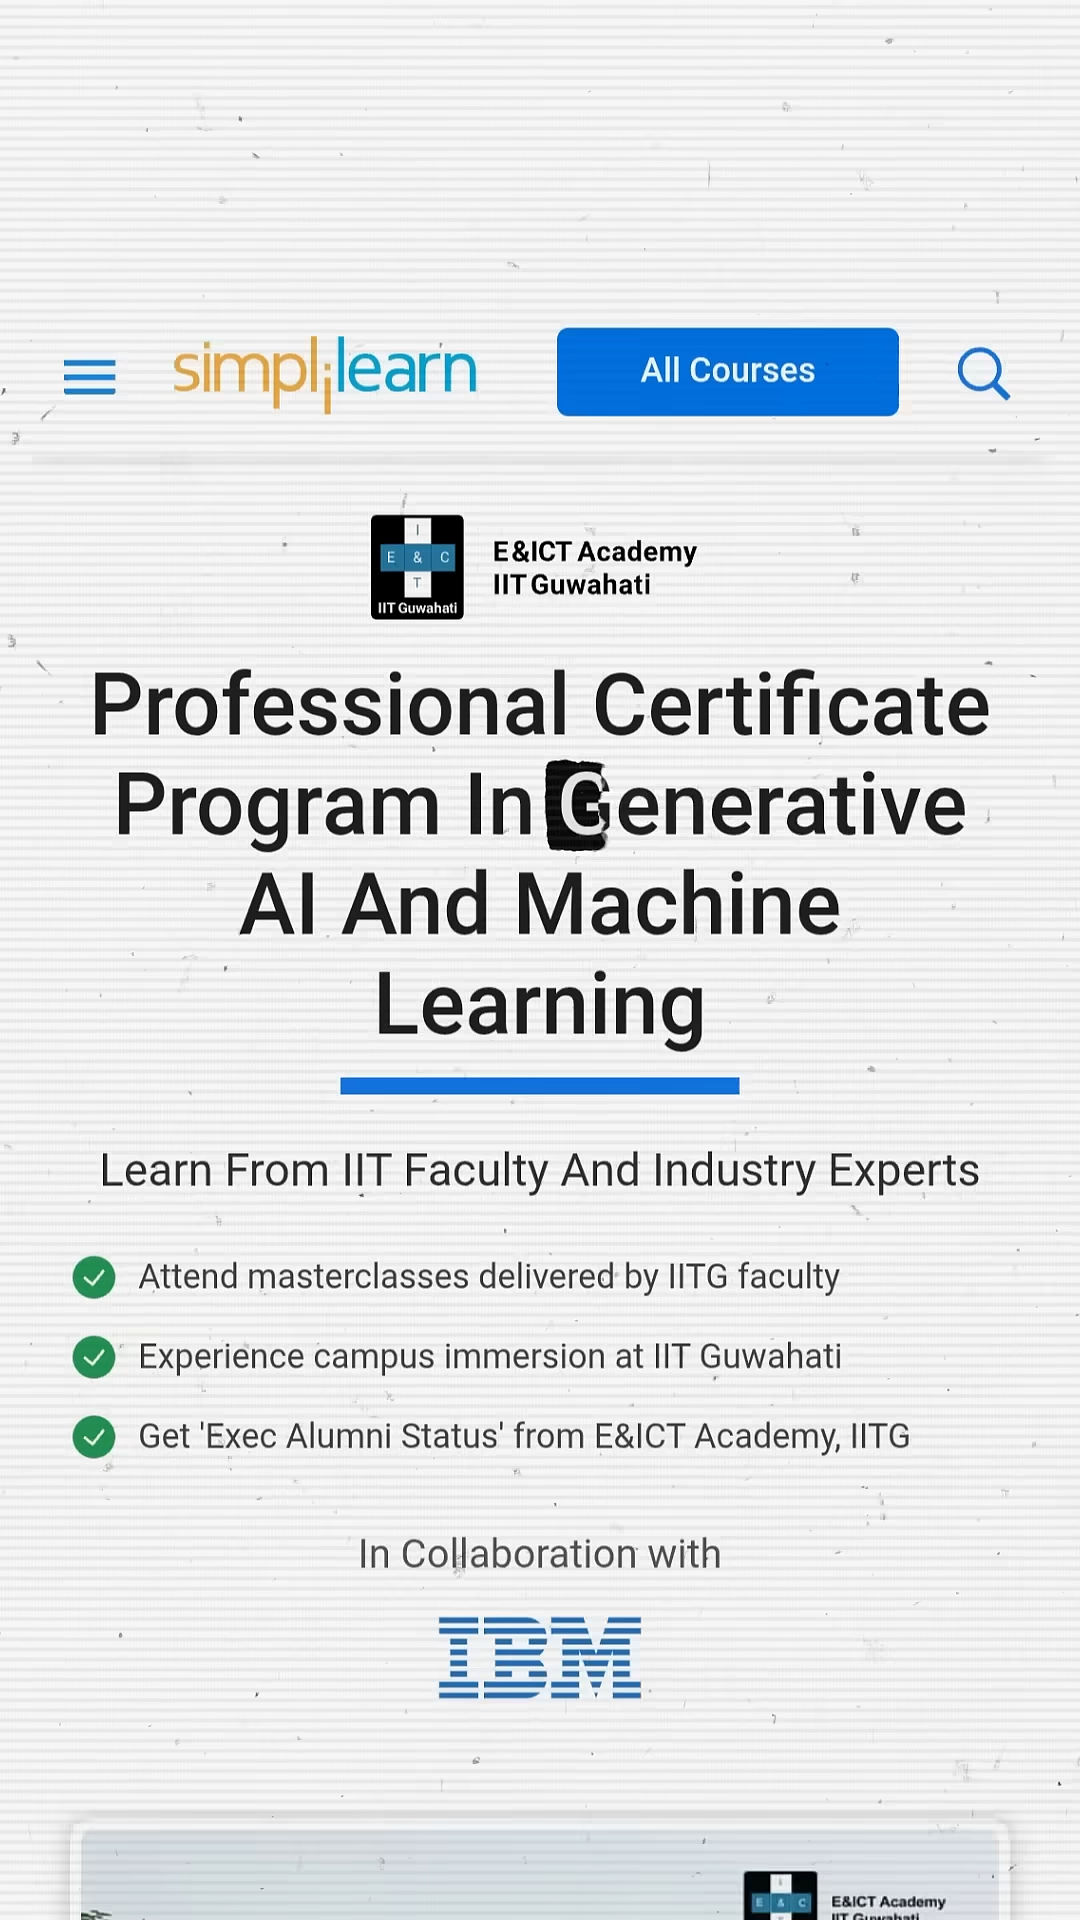 simplilearn
All Courses
I
E & C
T
IIT Guwahati
E&ICT Academy
IIT Guwahati
Professional Certificate
Program In Generative
AI And Machine
Learning
Learn From IIT Faculty And Industry Experts
Attend masterclasses delivered by IITG faculty
Experience campus immersion at IIT Guwahati
Get 'Exec Alumni Status' from E&ICT Academy, IITG
In Collaboration with
IBM
I
E & C
E&ICT Academy
IIT Guwahati